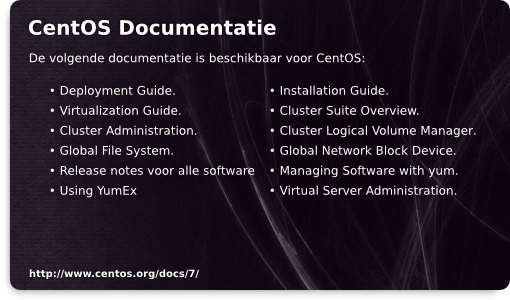 CentOS Documentatie
De volgende documentatie is beschikbaar voor CentOS:
• Deployment Guide.
• Virtualization Guide.
• Cluster Administration.
• Global File System.
• Release notes voor alle software
• Using YumEx
• Installation Guide.
• Cluster Suite Overview.
• Cluster Logical Volume Manager.
• Global Network Block Device.
• Managing Software with yum.
• Virtual Server Administration.
http://www.centos.org/docs/7/